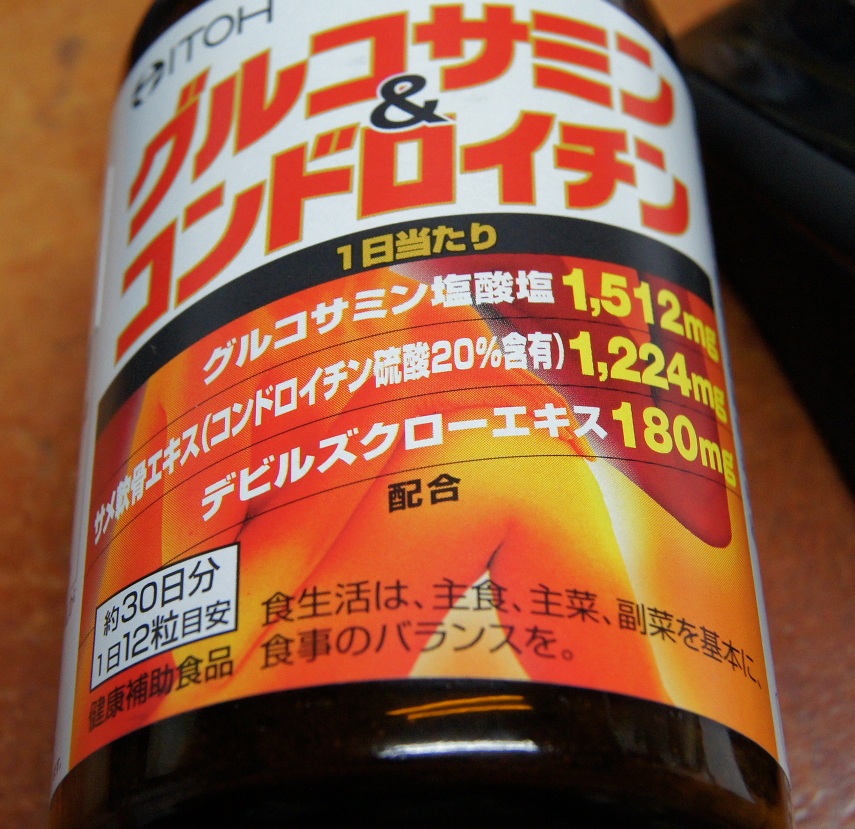 ITOH
グルコサミン
&
コンドロイチン
1日当たり
グルコサミン塩酸塩1,512mg
サメ軟骨エキス(コンドロイチン硫酸20%含有)1,224mg
デビルズクローエキス180mg
配合
約30日分
1日12粒目安
健康補助食品
食生活は、主食、主菜、副菜を基本に、
食事のバランスを。